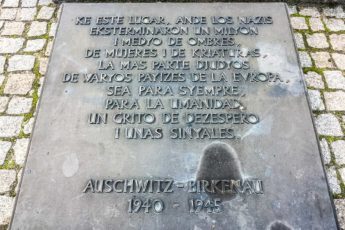 KE ESTE LUGAR, ANDE LOS NAZIS
EKSTERMINARON UN MILYON
I MEDYO DE OMBRES,
DE MUJERES I DE KRIATURAS,
LA MAS PARTE DJUDYOS
DE VARYOS PAYIZES DE LA EVROPA,
SEA PARA SYEMPRE,
PARA LA UMANIDAD,
UN GRITO DE DEZESPERO
I UNAS SINYALES.
AUSCHWITZ - BIRKENAU
1940 - 1945